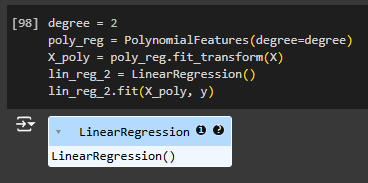 [98] degree = 2
poly_reg = PolynomialFeatures(degree=degree)
X_poly = poly_reg.fit_transform(X)
lin_reg_2 = LinearRegression()
lin_reg_2.fit(X_poly, y)
LinearRegression i ?
LinearRegression()